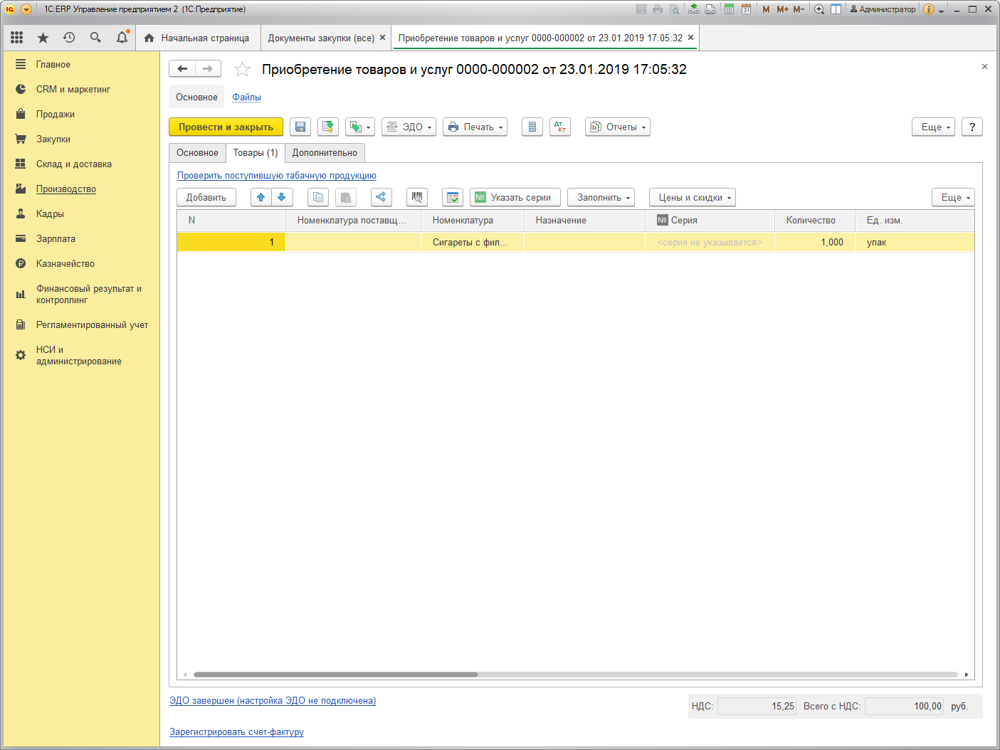 1С:ERP Управление предприятием 2 (1С:Предприятие)
31 M M+ M- Администратор
Начальная страница
Документы закупки (все) ×
Приобретение товаров и услуг 0000-000002 от 23.01.2019 17:05:32 ×
Главное
CRM и маркетинг
Продажи
Закупки
Склад и доставка
Производство
Кадры
Зарплата
Казначейство
Финансовый результат и
контроллинг
Регламентированный учет
НСИ и
администрирование
Приобретение товаров и услуг 0000-000002 от 23.01.2019 17:05:32
Основное Файлы
Провести и закрыть ЭДО Печать Дт Кт Отчеты Еще ?
Основное Товары (1) Дополнительно
Проверить поступившую табачную продукцию
Добавить № Указать серии Заполнить Цены и скидки Еще
N Номенклатура поставщ... Номенклатура Назначение № Серия Количество Ед. изм.
1 Сигареты с фил... <серия не указывается> 1,000 упак
ЭДО завершен (настройка ЭДО не подключена)
НДС: 15,25 Всего с НДС: 100,00 руб.
Зарегистрировать счет-фактуру